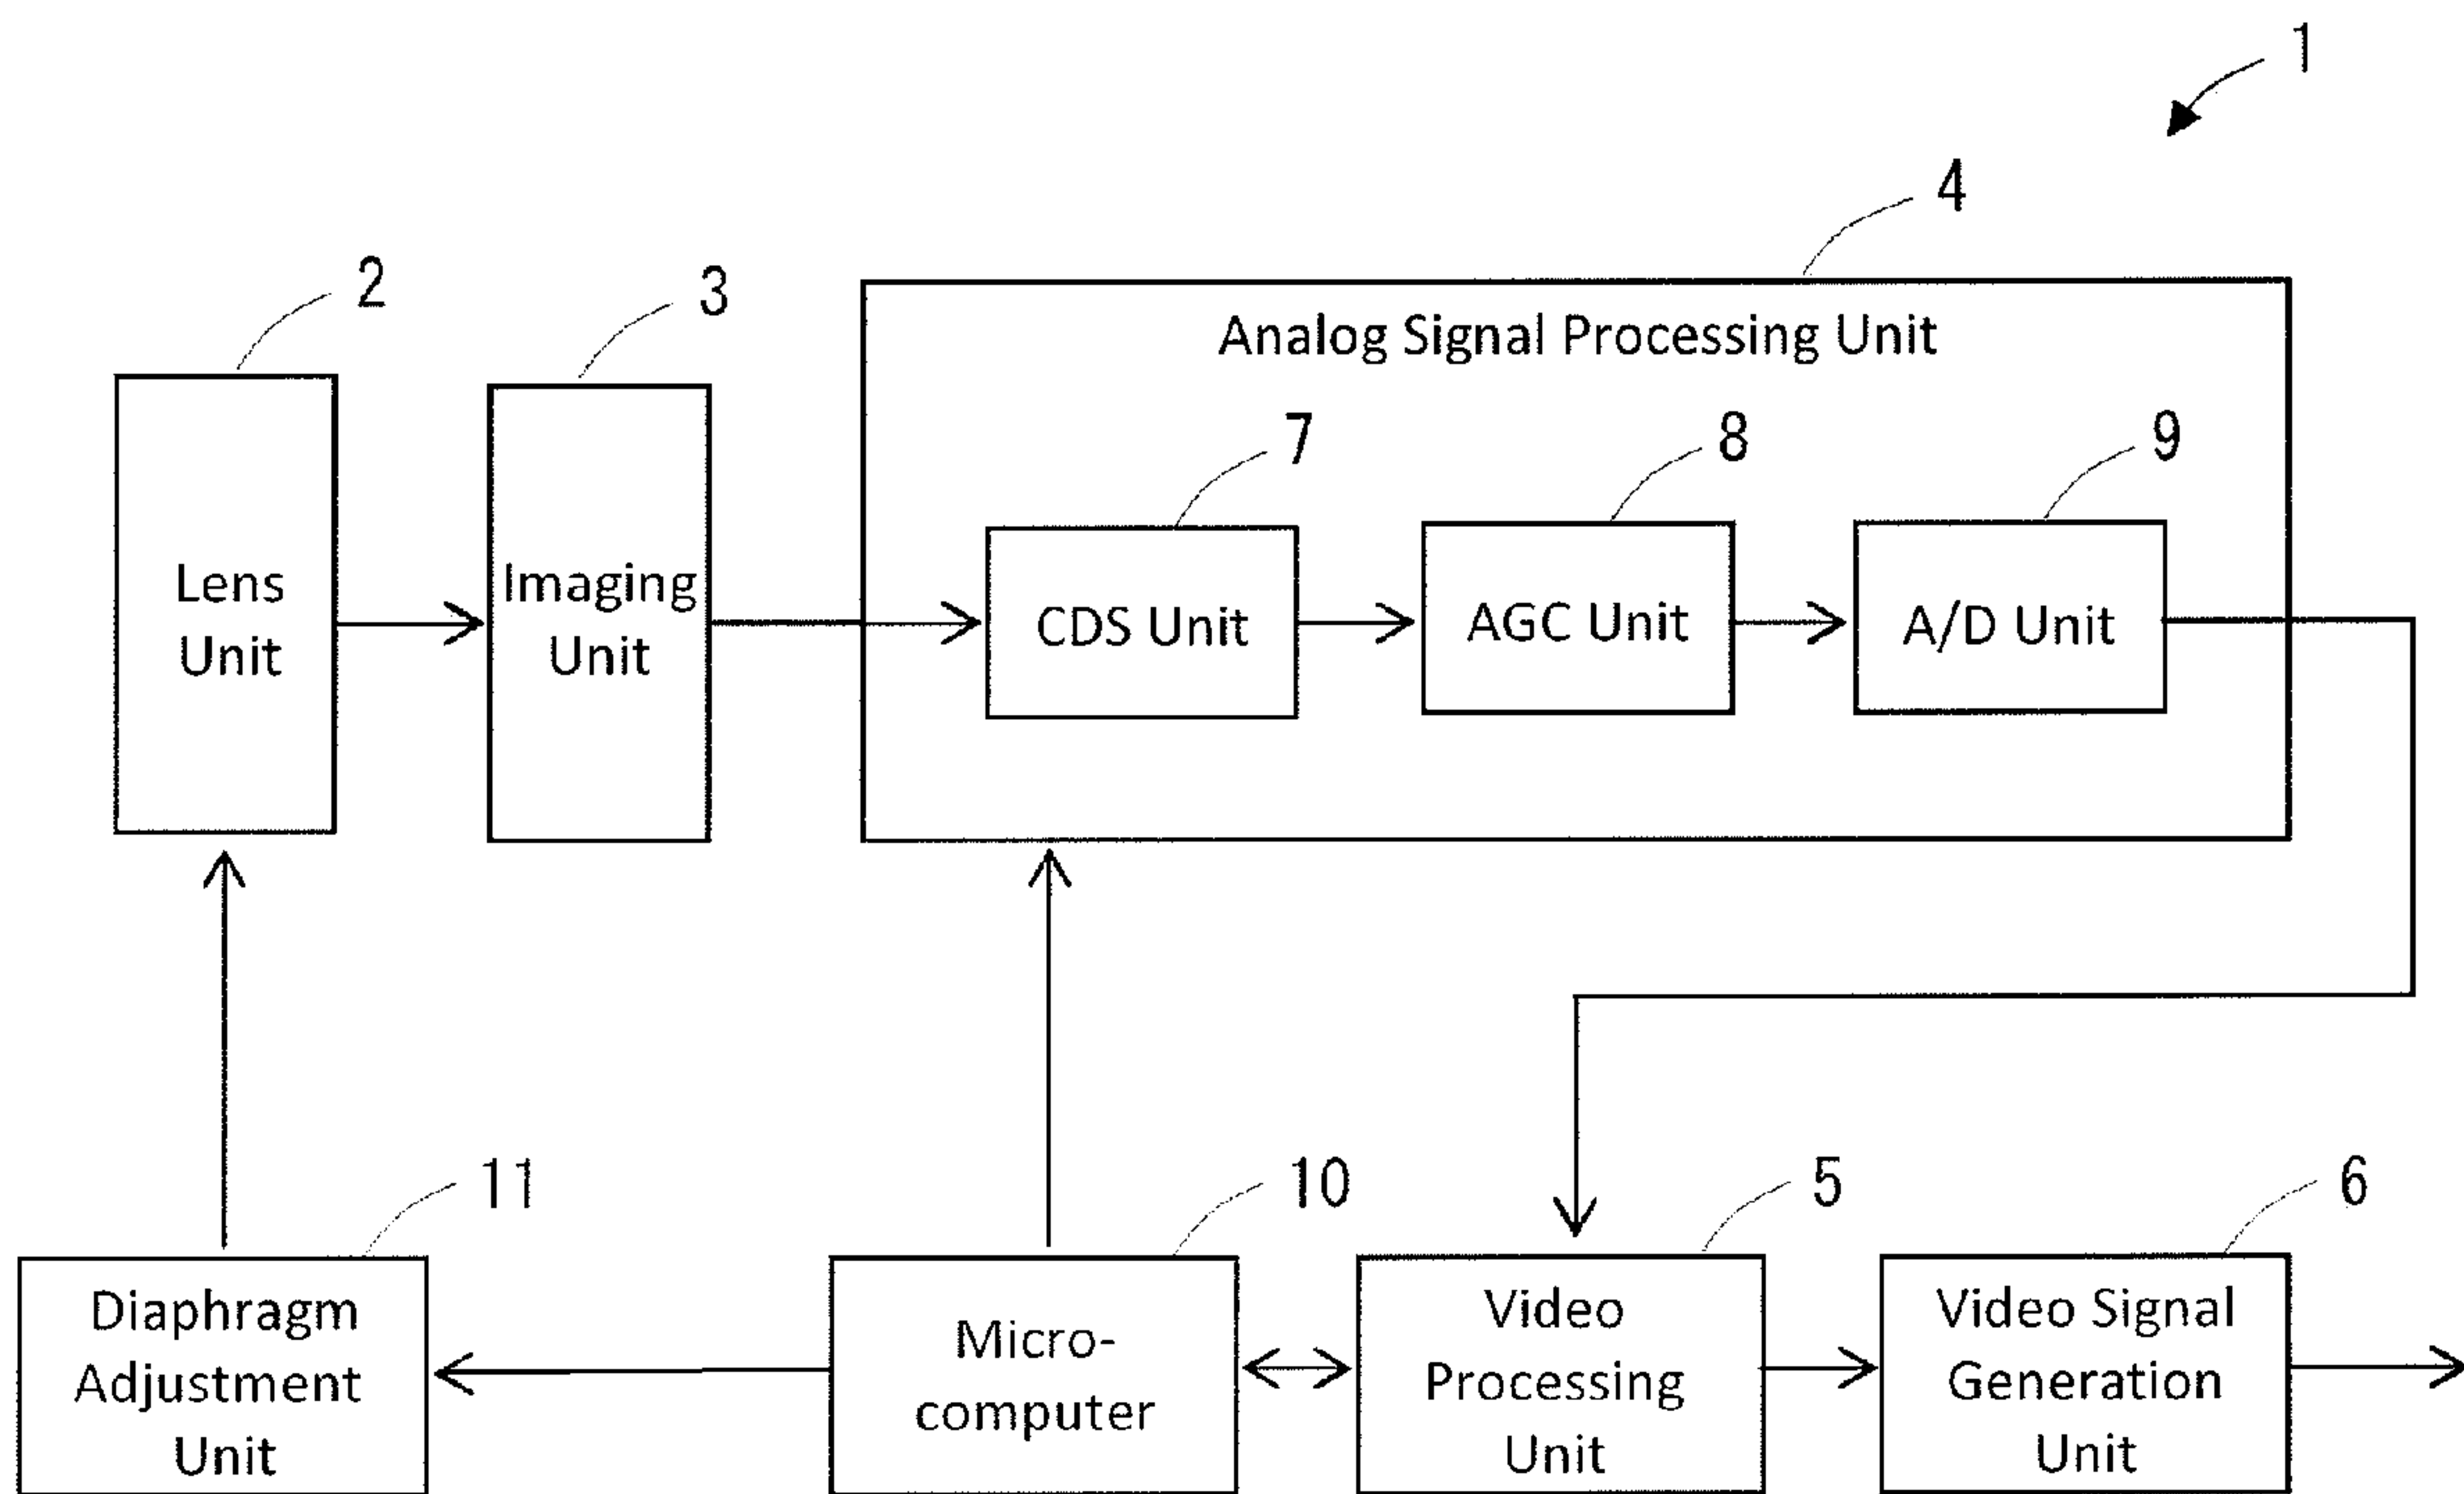 1
4
2
3
Analog Signal Processing Unit
7
8
9
Lens
Unit
Imaging
Unit
CDS Unit
AGC Unit
A/D Unit
11
10
5
6
Diaphragm
Adjustment
Unit
Micro-
computer
Video
Processing
Unit
Video Signal
Generation
Unit